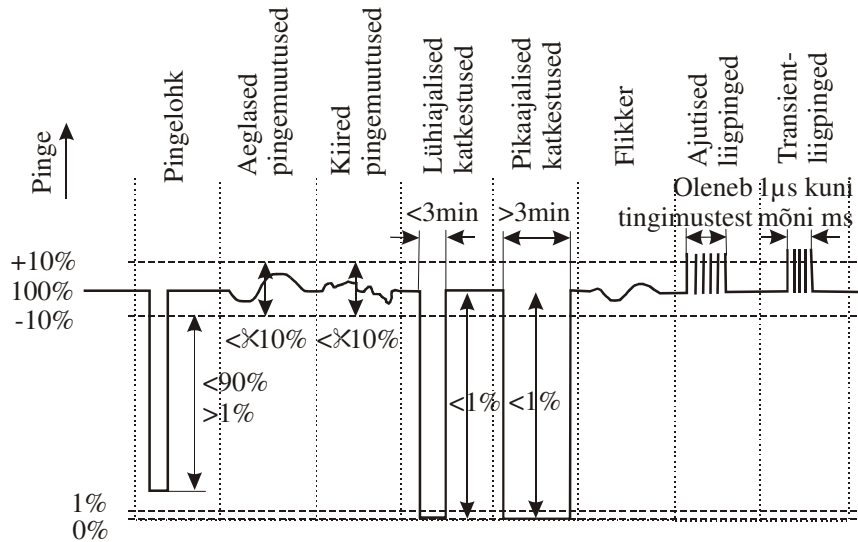 Pinge
Pingelohk
Aeglased
pingemuutused
Kiired
pingemuutused
Lühiajalised
katkestused
Pikaajalised
katkestused
Flikker
Ajutised
liigpinged
Transient-
liigpinged
<3min
>3min
Oleneb
tingimustest
1μs kuni
mõni ms
+10%
100%
-10%
<10%
<10%
<90%
>1%
<1%
<1%
1%
0%